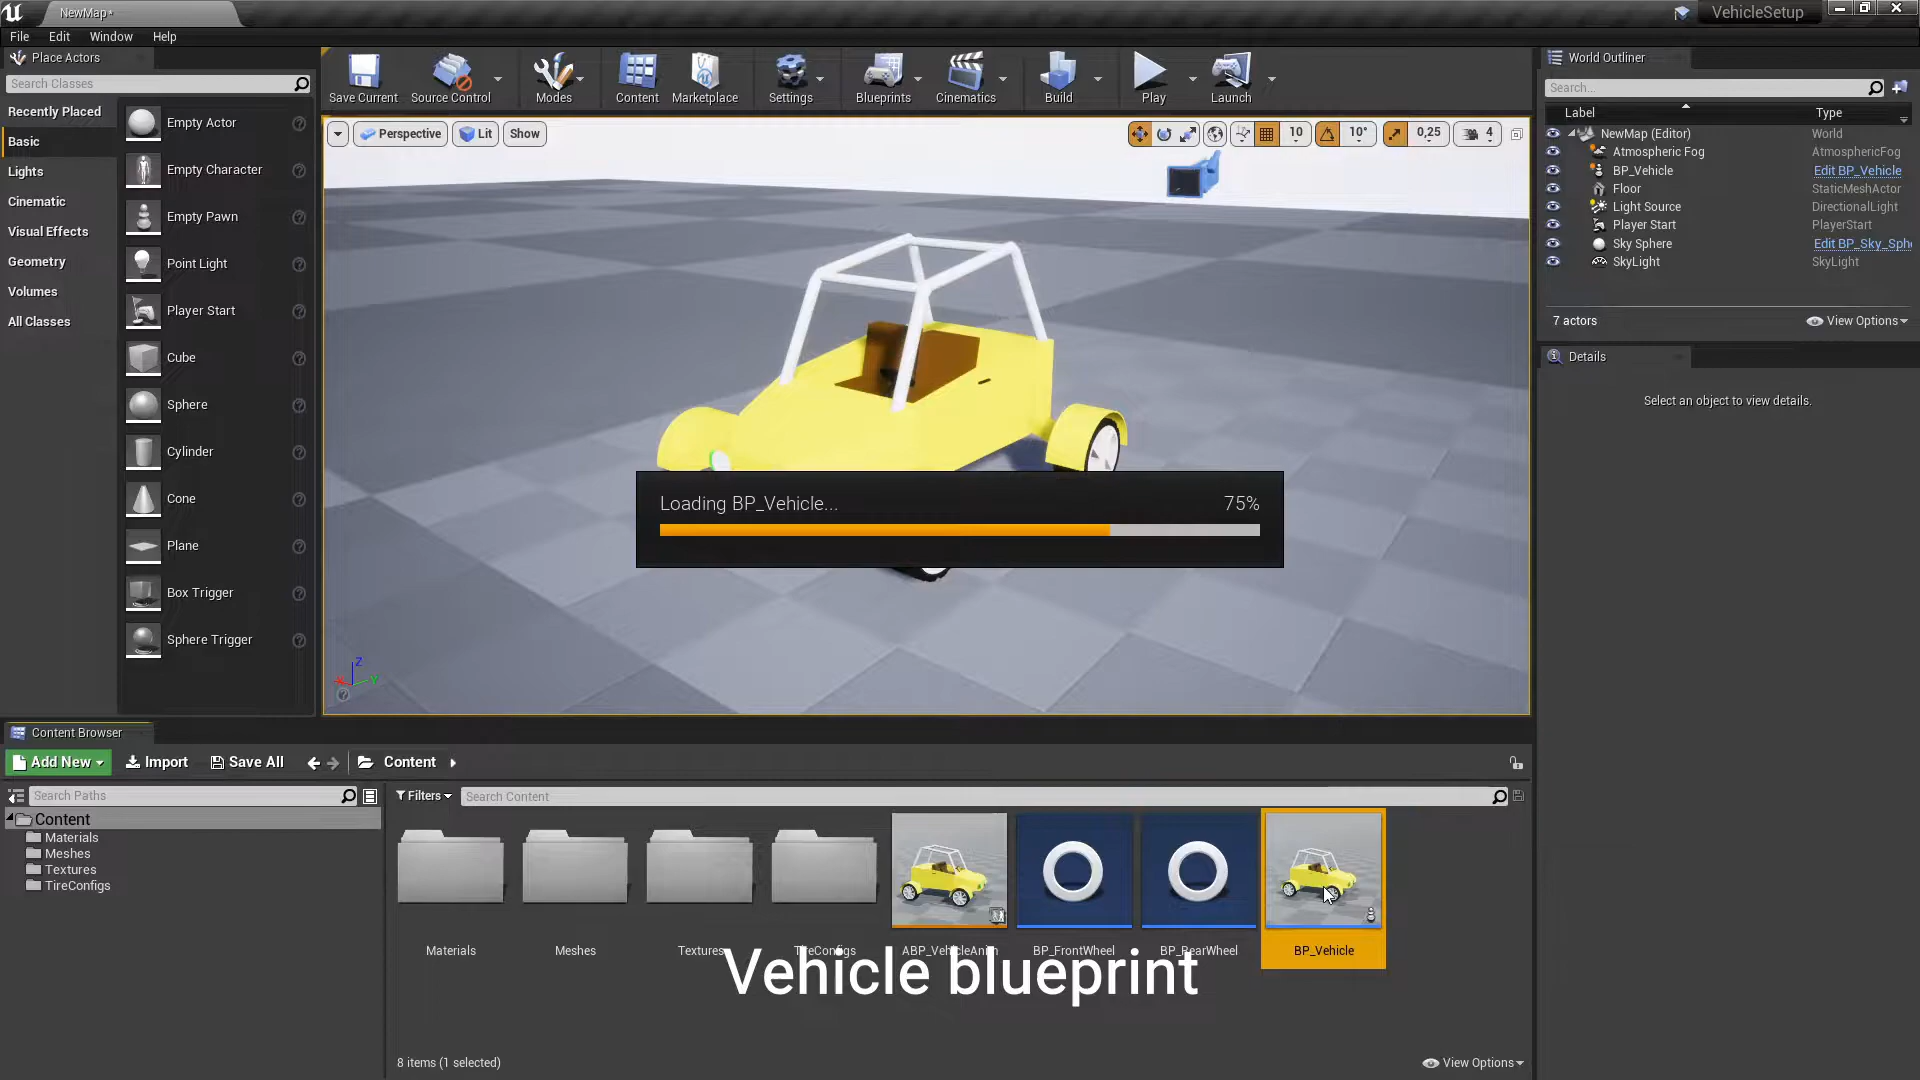 NewMap*
VehicleSetup
File
Edit
Window
Help
Place Actors
Search Classes
Recently Placed
Basic
Lights
Cinematic
Visual Effects
Geometry
Volumes
All Classes
Empty Actor
Empty Character
Empty Pawn
Point Light
Player Start
Cube
Sphere
Cylinder
Cone
Plane
Box Trigger
Sphere Trigger
Save Current
Source Control
Modes
Content
Marketplace
Settings
Blueprints
Cinematics
Build
Play
Launch
Perspective
Lit
Show
10
10°
0,25
4
Loading BP_Vehicle...
75%
Z
X
Y
World Outliner
Search...
Label
Type
NewMap (Editor)
World
Atmospheric Fog
AtmosphericFog
BP_Vehicle
Edit BP_Vehicle
Floor
StaticMeshActor
Light Source
DirectionalLight
Player Start
PlayerStart
Sky Sphere
Edit BP_Sky_Sph
SkyLight
SkyLight
7 actors
View Options
Details
Select an object to view details.
Content Browser
Add New
Import
Save All
Content
Search Paths
Content
Materials
Meshes
Textures
TireConfigs
Filters
Search Content
Materials
Meshes
Textures
TireConfigs
ABP_VehicleAnim
BP_FrontWheel
BP_RearWheel
BP_Vehicle
Vehicle blueprint
8 items (1 selected)
View Options